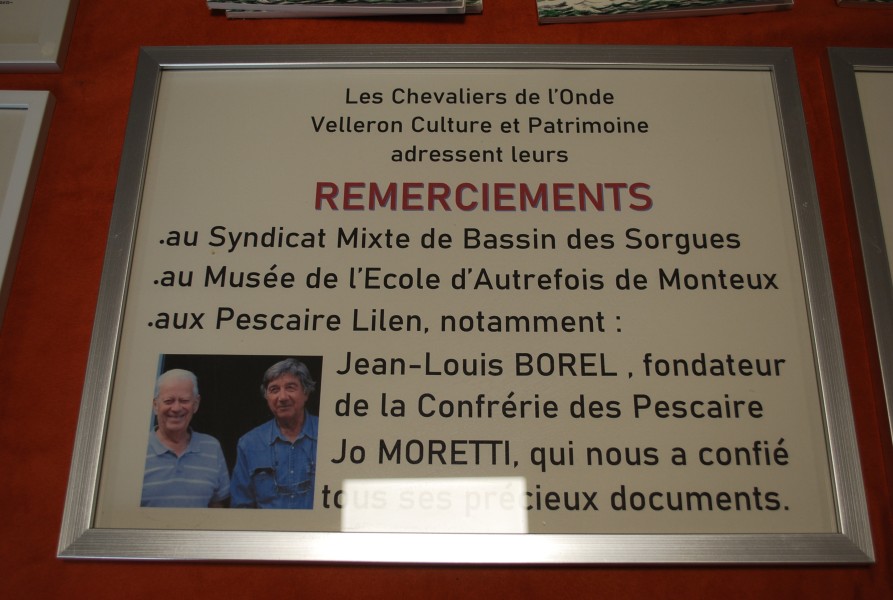 Les Chevaliers de l'Onde
Velleron Culture et Patrimoine
adressent leurs
REMERCIEMENTS
.au Syndicat Mixte de Bassin des Sorgues
.au Musée de l'Ecole d'Autrefois de Monteux
.aux Pescaire Lilen, notamment :
Jean-Louis BOREL , fondateur
de la Confrérie des Pescaire
Jo MORETTI, qui nous a confié
tous ses précieux documents.